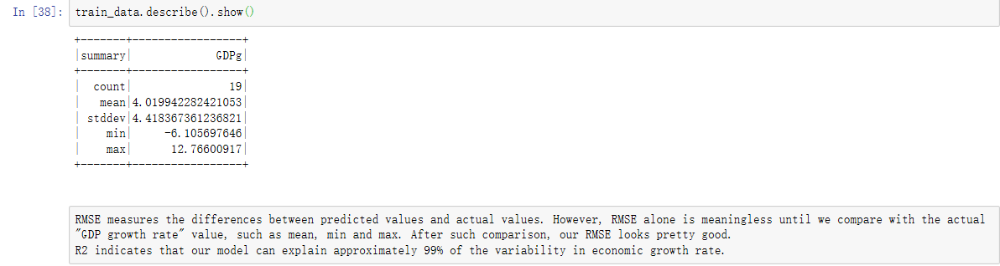 In [38]: train_data.describe().show()
+-------+-----------------+
|summary|             GDPg|
+-------+-----------------+
|  count|               19|
|   mean|4.019942282421053|
| stddev|4.418367361236821|
|    min|     -6.105697646|
|    max|      12.76600917|
+-------+-----------------+
RMSE measures the differences between predicted values and actual values. However, RMSE alone is meaningless until we compare with the actual
"GDP growth rate" value, such as mean, min and max. After such comparison, our RMSE looks pretty good.
R2 indicates that our model can explain approximately 99% of the variability in economic growth rate.